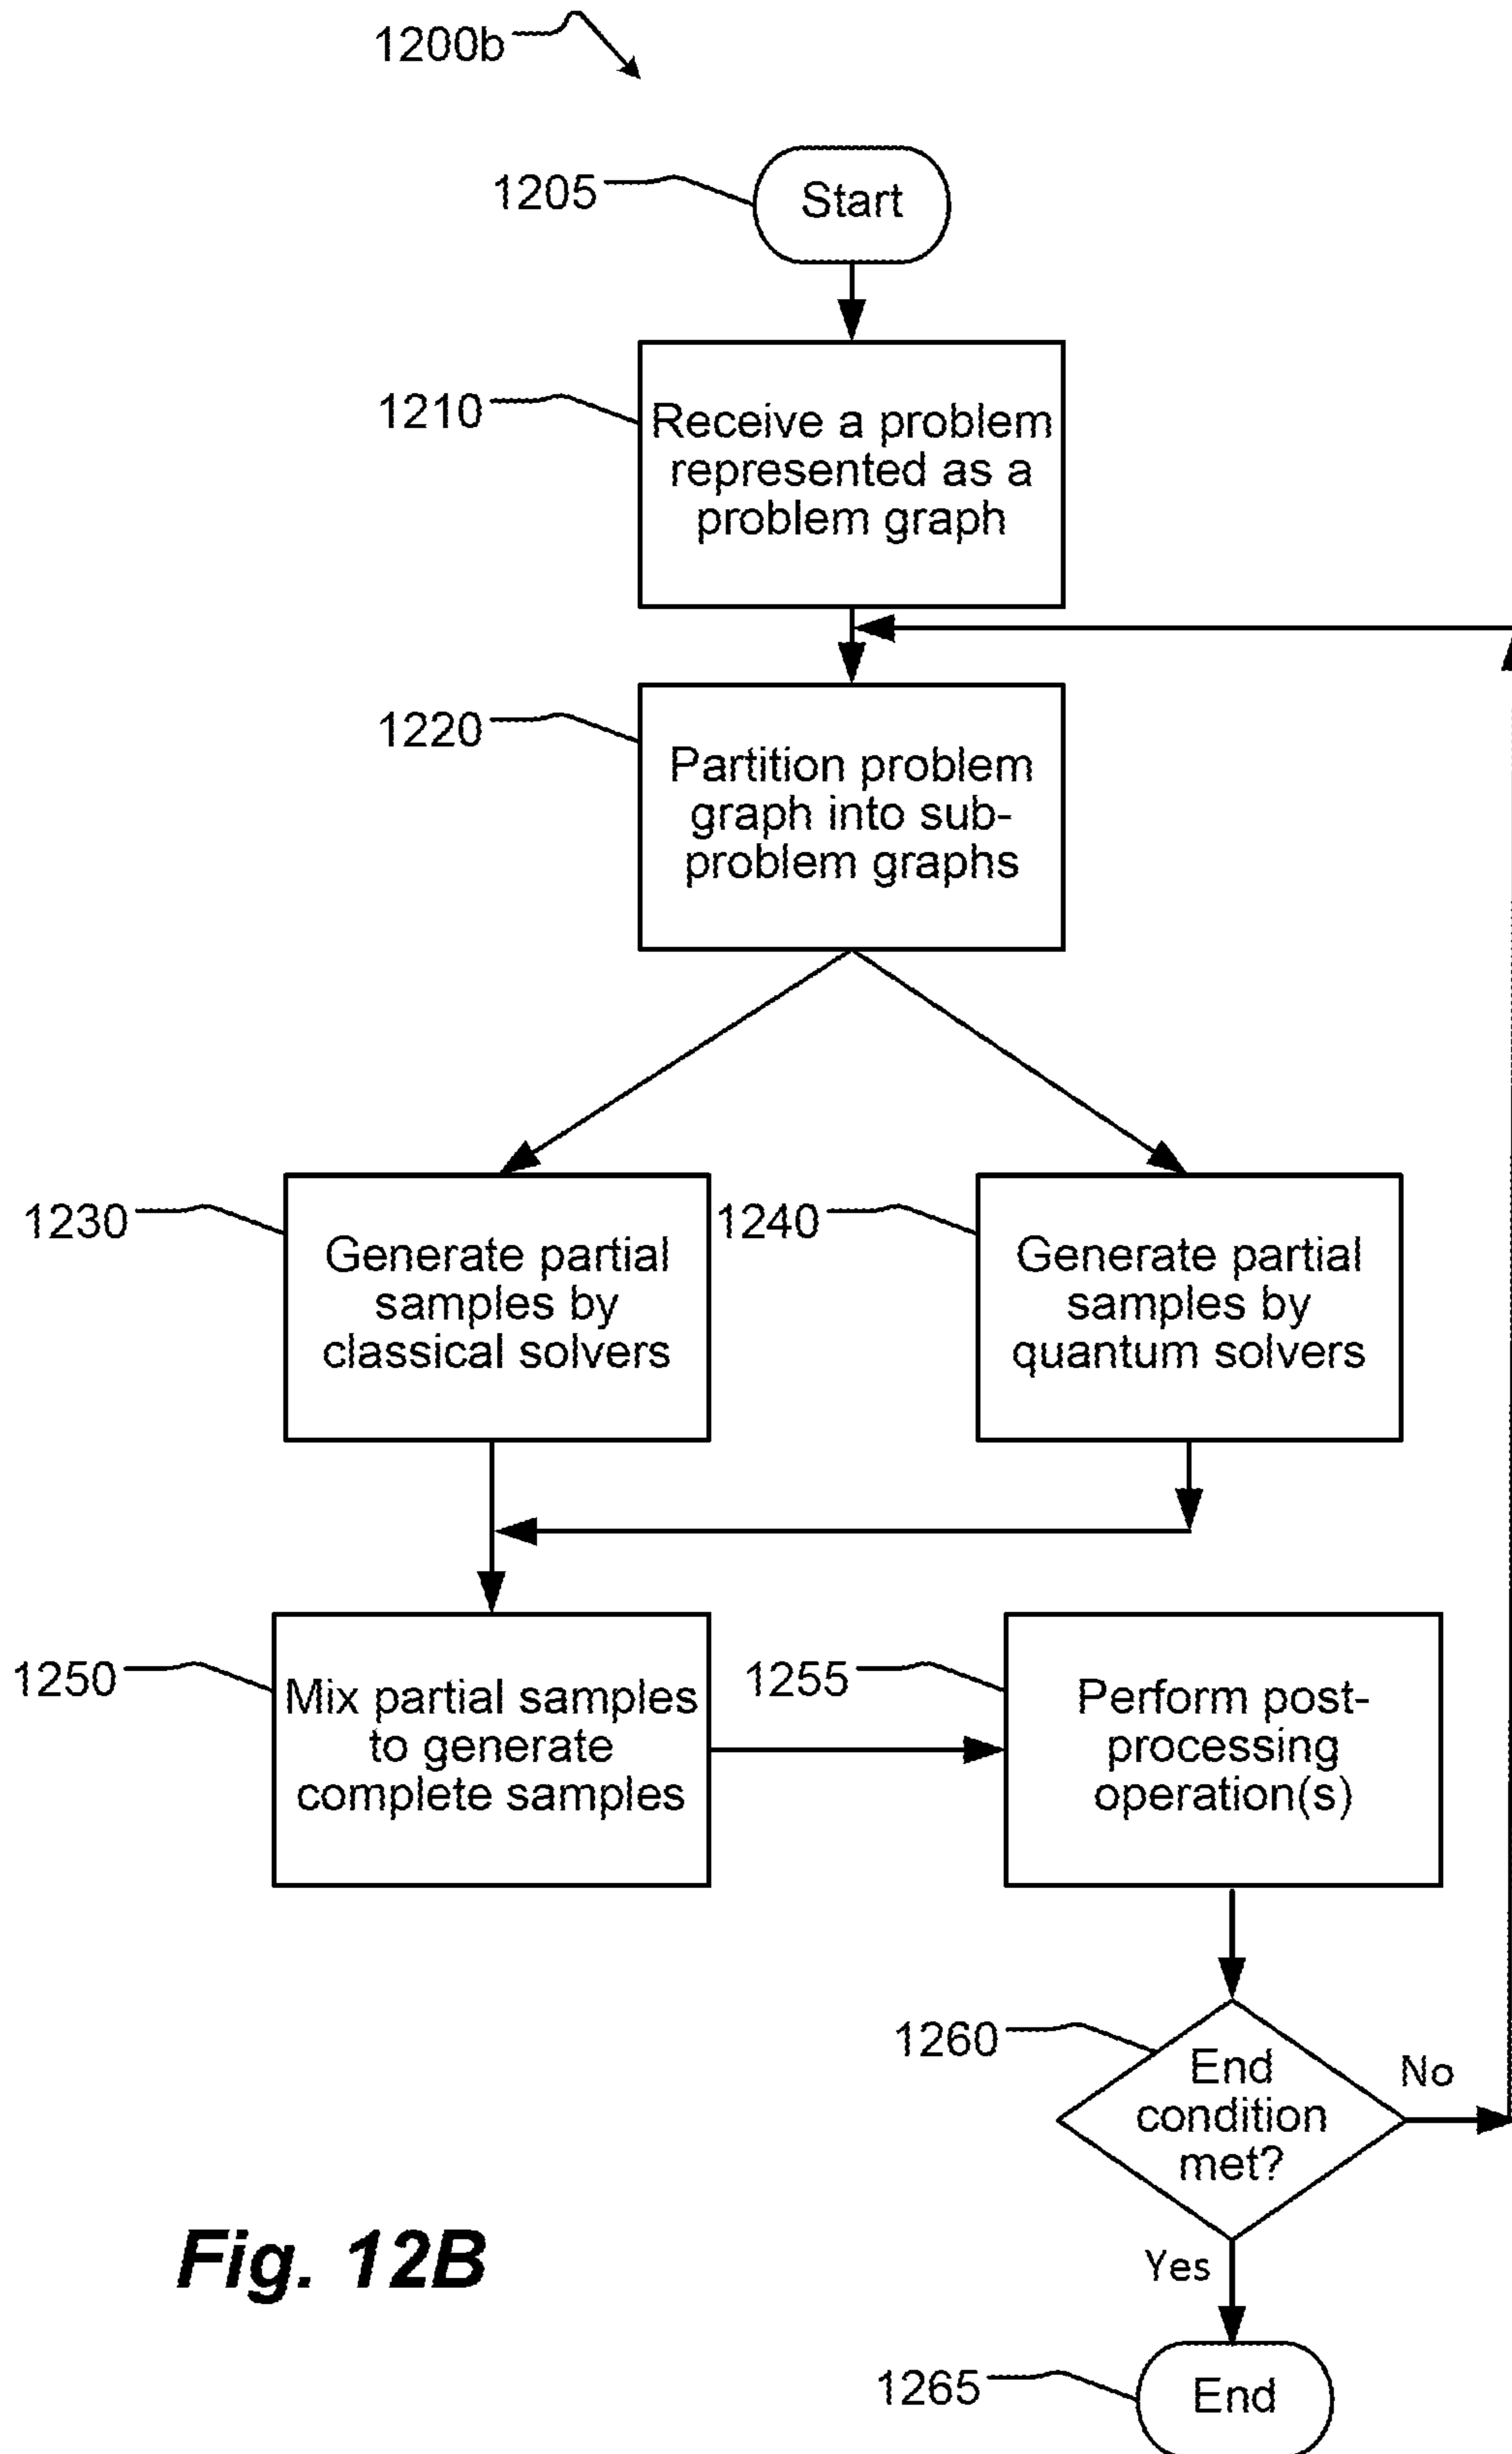 1200b
1205
Start
1210
Receive a problem
represented as a
problem graph
1220
Partition problem
graph into sub-
problem graphs
1230
Generate partial
samples by
classical solvers
1240
Generate partial
samples by
quantum solvers
1250
Mix partial samples
to generate
complete samples
1255
Perform post-
processing
operation(s)
1260
End
condition
met?
No
Yes
Fig. 12B
1265
End